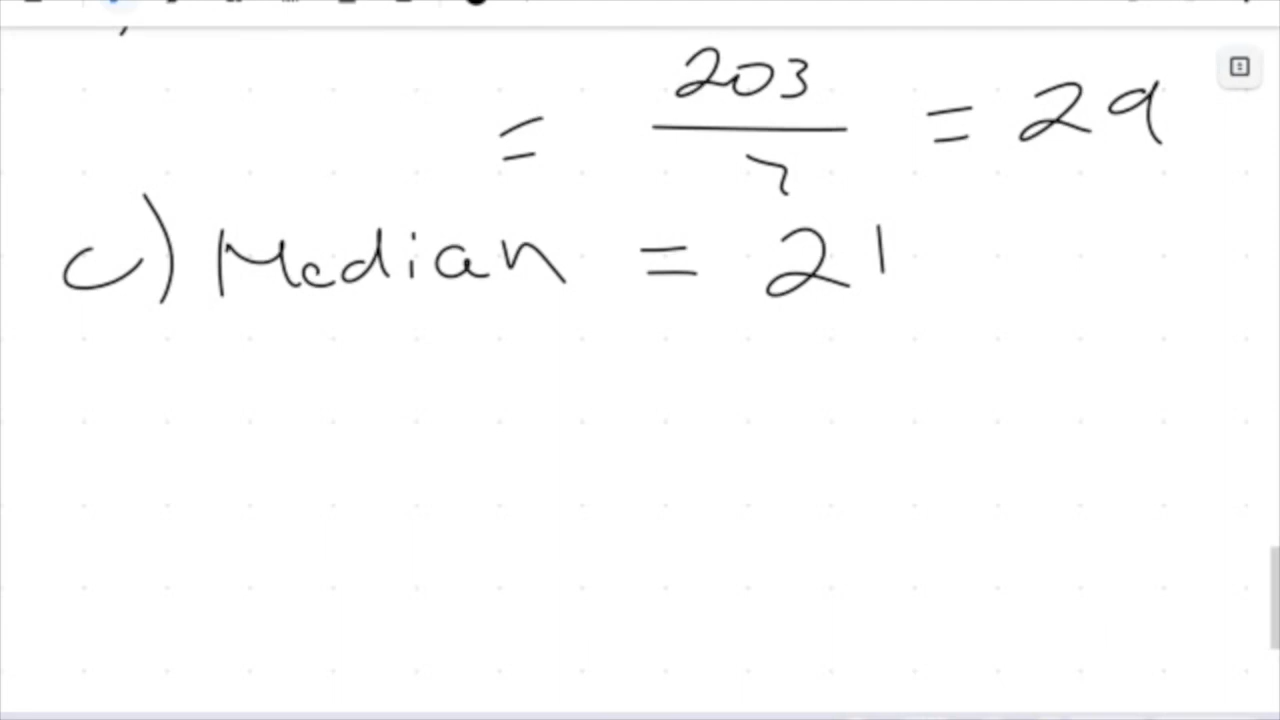 = 203/7 = 29
c) Median = 21